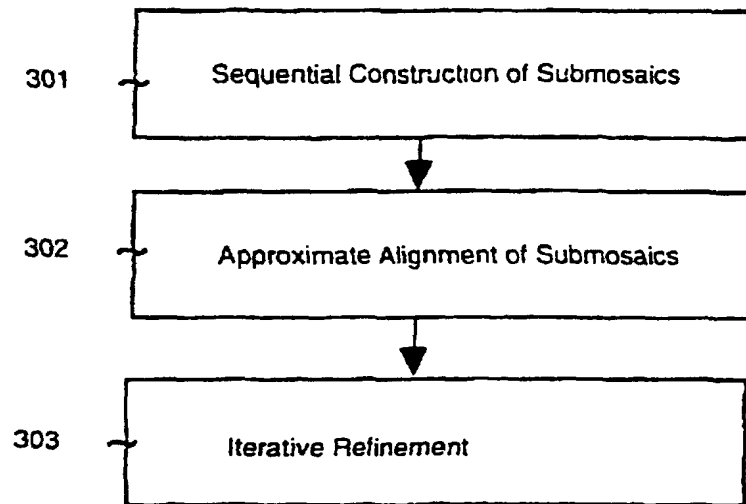 301 Sequential Construction of Submosaics
302 Approximate Alignment of Submosaics
303 Iterative Refinement